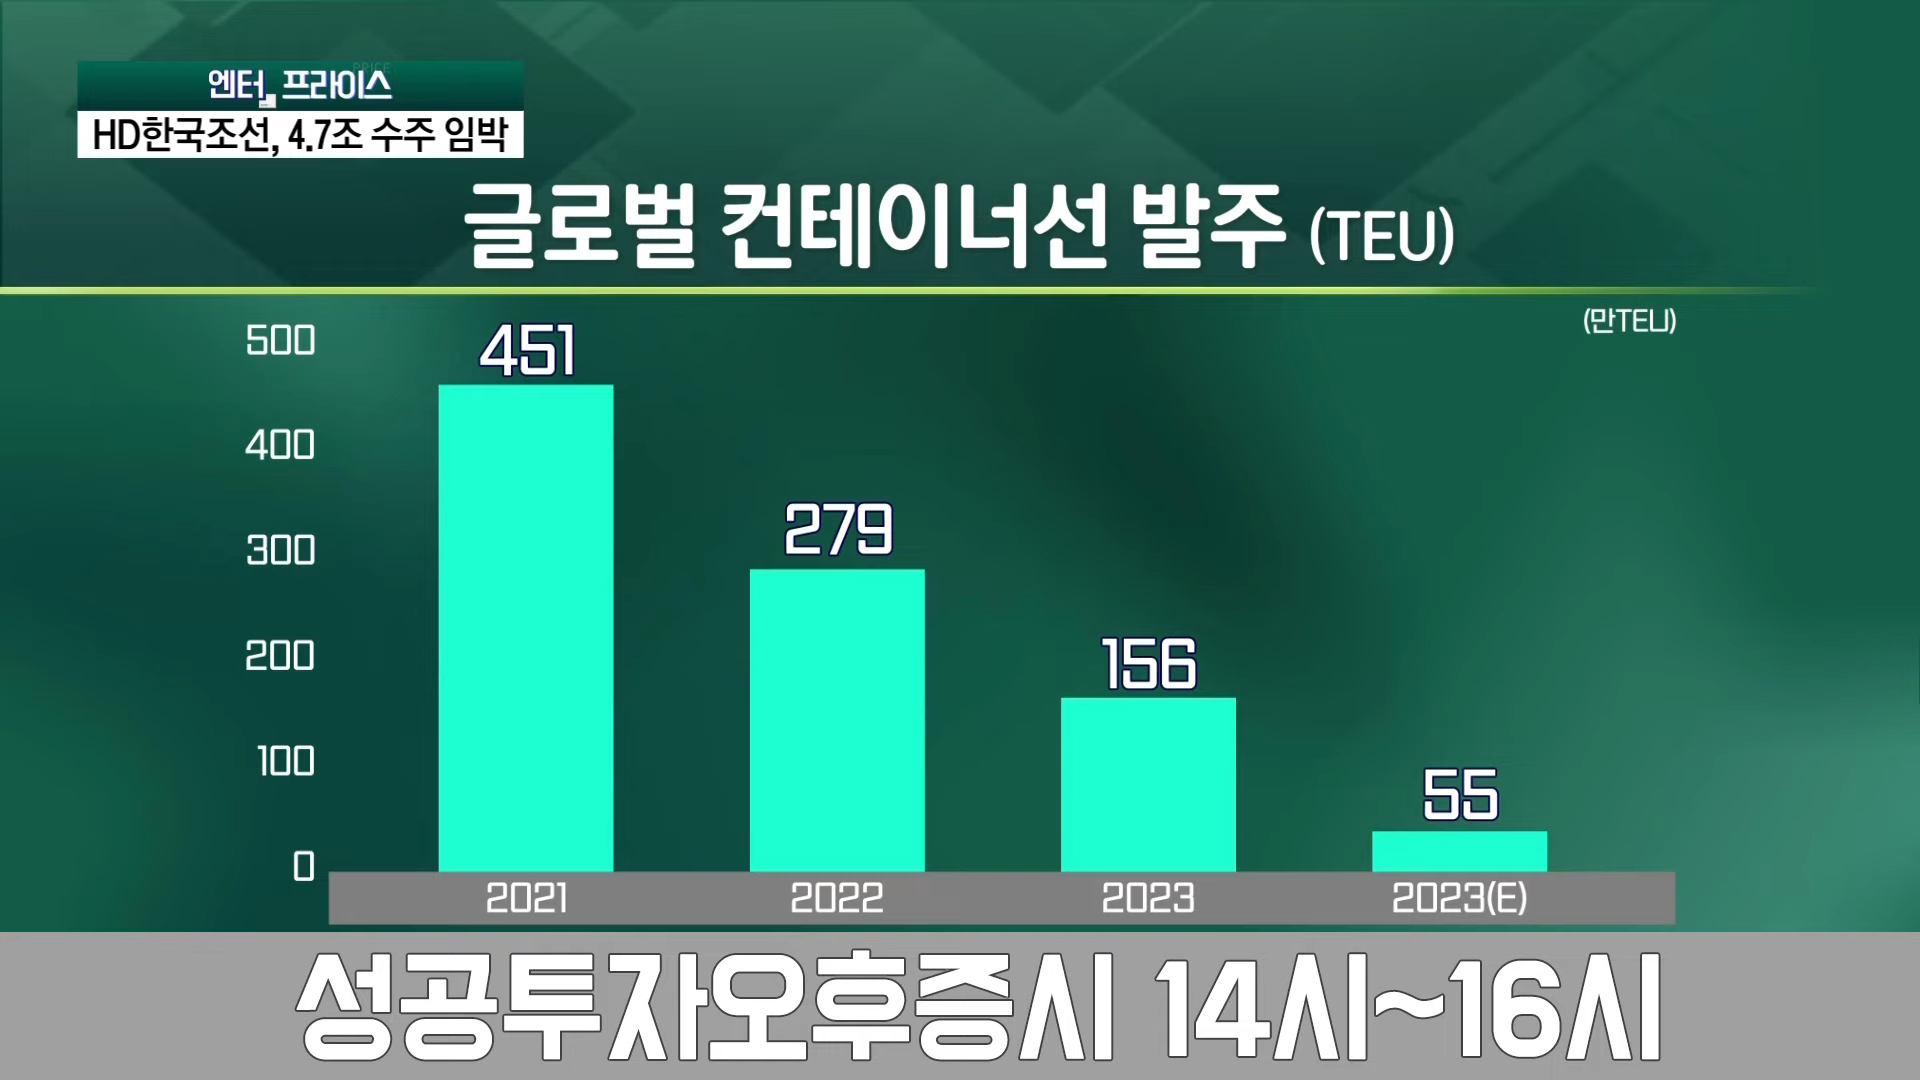 PRICE
엔터 프라이스
HD한국조선, 4.7조 수주 임박
글로벌 컨테이너선 발주 (TEU)
(만TEU)
500
400
300
200
100
0
451
279
156
55
2021
2022
2023
2023(E)
성공투자오후증시 14시~16시